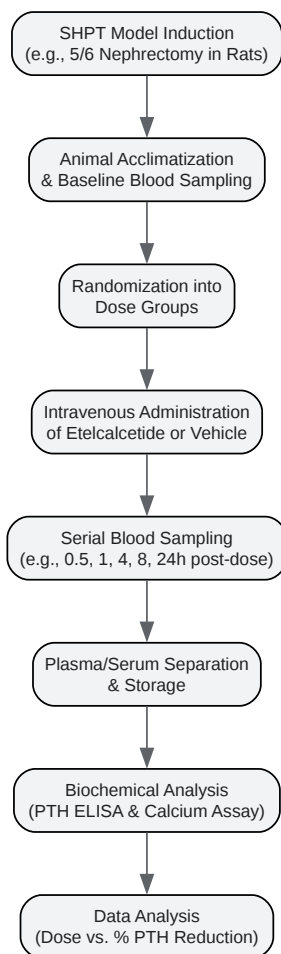 SHPT Model Induction
(e.g., 5/6 Nephrectomy in Rats)
Animal Acclimatization
& Baseline Blood Sampling
Randomization into
Dose Groups
Intravenous Administration
of Etelcalcetide or Vehicle
Serial Blood Sampling
(e.g., 0.5, 1, 4, 8, 24h post-dose)
Plasma/Serum Separation
& Storage
Biochemical Analysis
(PTH ELISA & Calcium Assay)
Data Analysis
(Dose vs. % PTH Reduction)